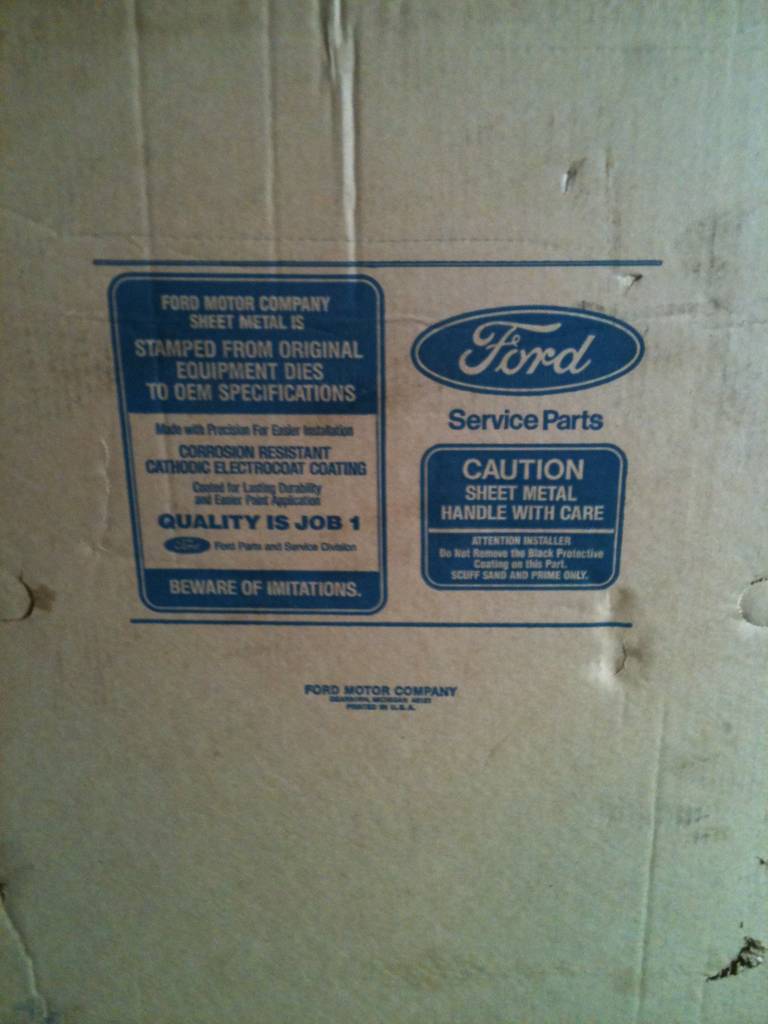 FORD MOTOR COMPANY
SHEET METAL IS
STAMPED FROM ORIGINAL
EQUIPMENT DIES
TO OEM SPECIFICATIONS
Made with Precision For Easier Installation
CORROSION RESISTANT
CATHODIC ELECTROCOAT COATING
Coated for Lasting Durability
and Easier Paint Application
QUALITY IS JOB 1
Ford Ford Parts and Service Division
BEWARE OF IMITATIONS.
Ford
Service Parts
CAUTION
SHEET METAL
HANDLE WITH CARE
ATTENTION INSTALLER
Do Not Remove the Black Protective
Coating on this Part.
SCUFF SAND AND PRIME ONLY.
FORD MOTOR COMPANY
DEARBORN, MICHIGAN 48121
PRINTED IN U.S.A.